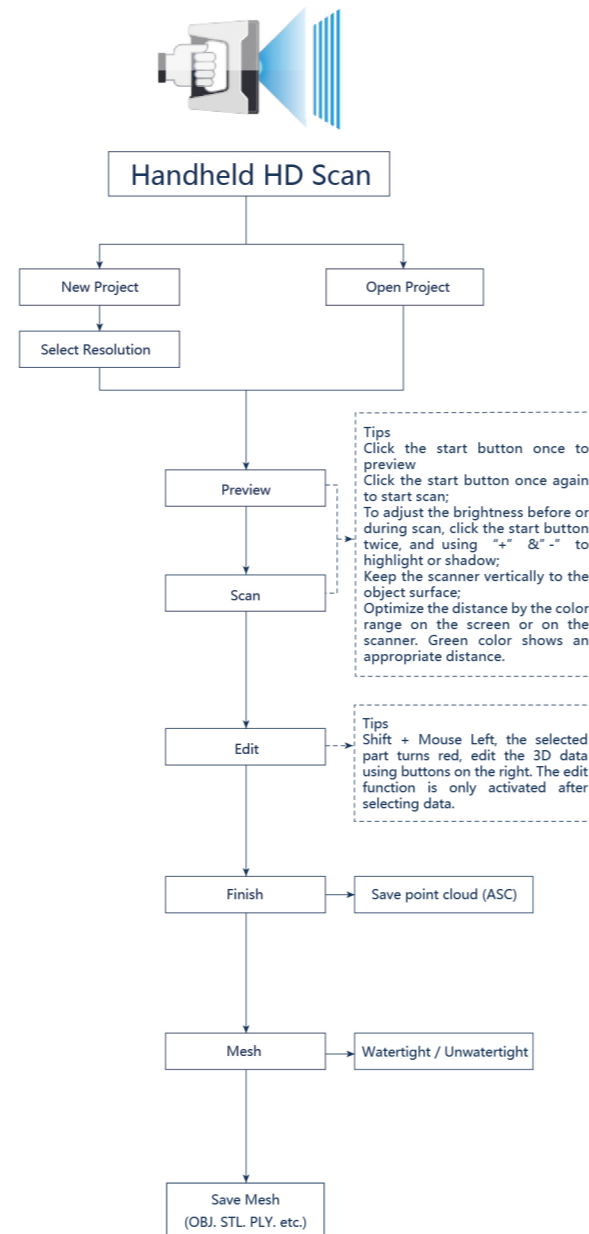 Handheld HD Scan
New Project
Open Project
Select Resolution
Preview
Tips
Click the start button once to
preview
Click the start button once again
to start scan;
To adjust the brightness before or
during scan, click the start button
twice, and using "+" &" -" to
highlight or shadow;
Keep the scanner vertically to the
object surface;
Optimize the distance by the color
range on the screen or on the
scanner. Green color shows an
appropriate distance.
Scan
Edit
Tips
Shift + Mouse Left, the selected
part turns red, edit the 3D data
using buttons on the right. The edit
function is only activated after
selecting data.
Finish
Save point cloud (ASC)
Mesh
Watertight / Unwatertight
Save Mesh
(OBJ. STL. PLY. etc.)